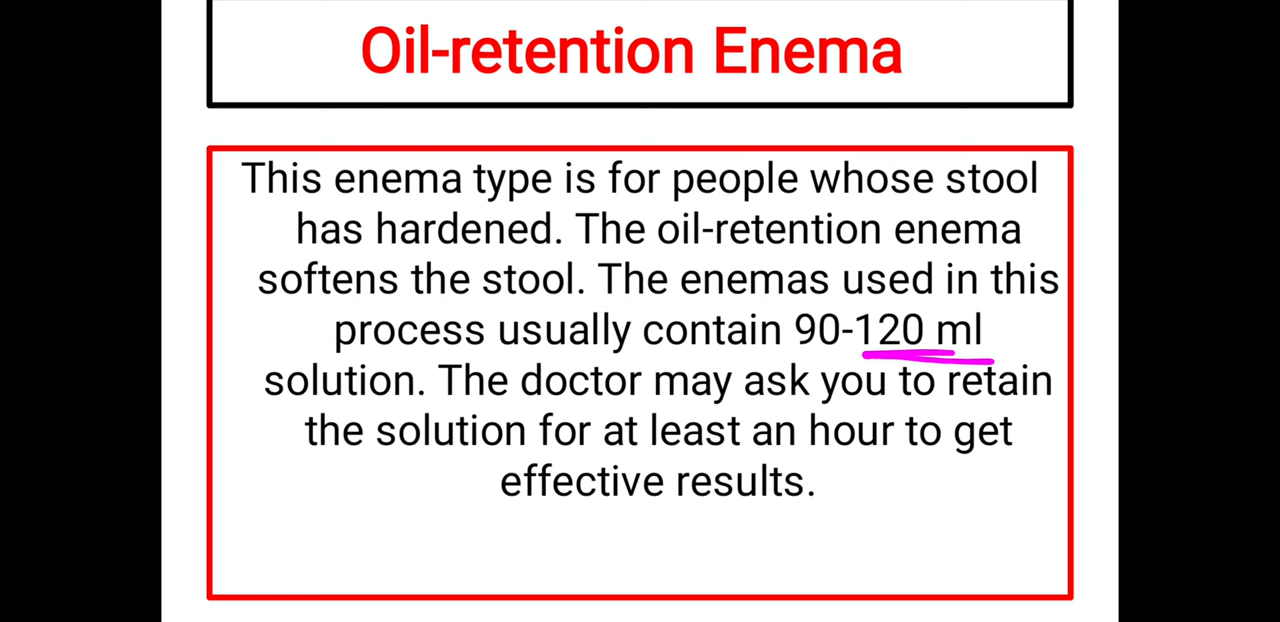 Oil-retention Enema
This enema type is for people whose stool
has hardened. The oil-retention enema
softens the stool. The enemas used in this
process usually contain 90-120 ml
solution. The doctor may ask you to retain
the solution for at least an hour to get
effective results.